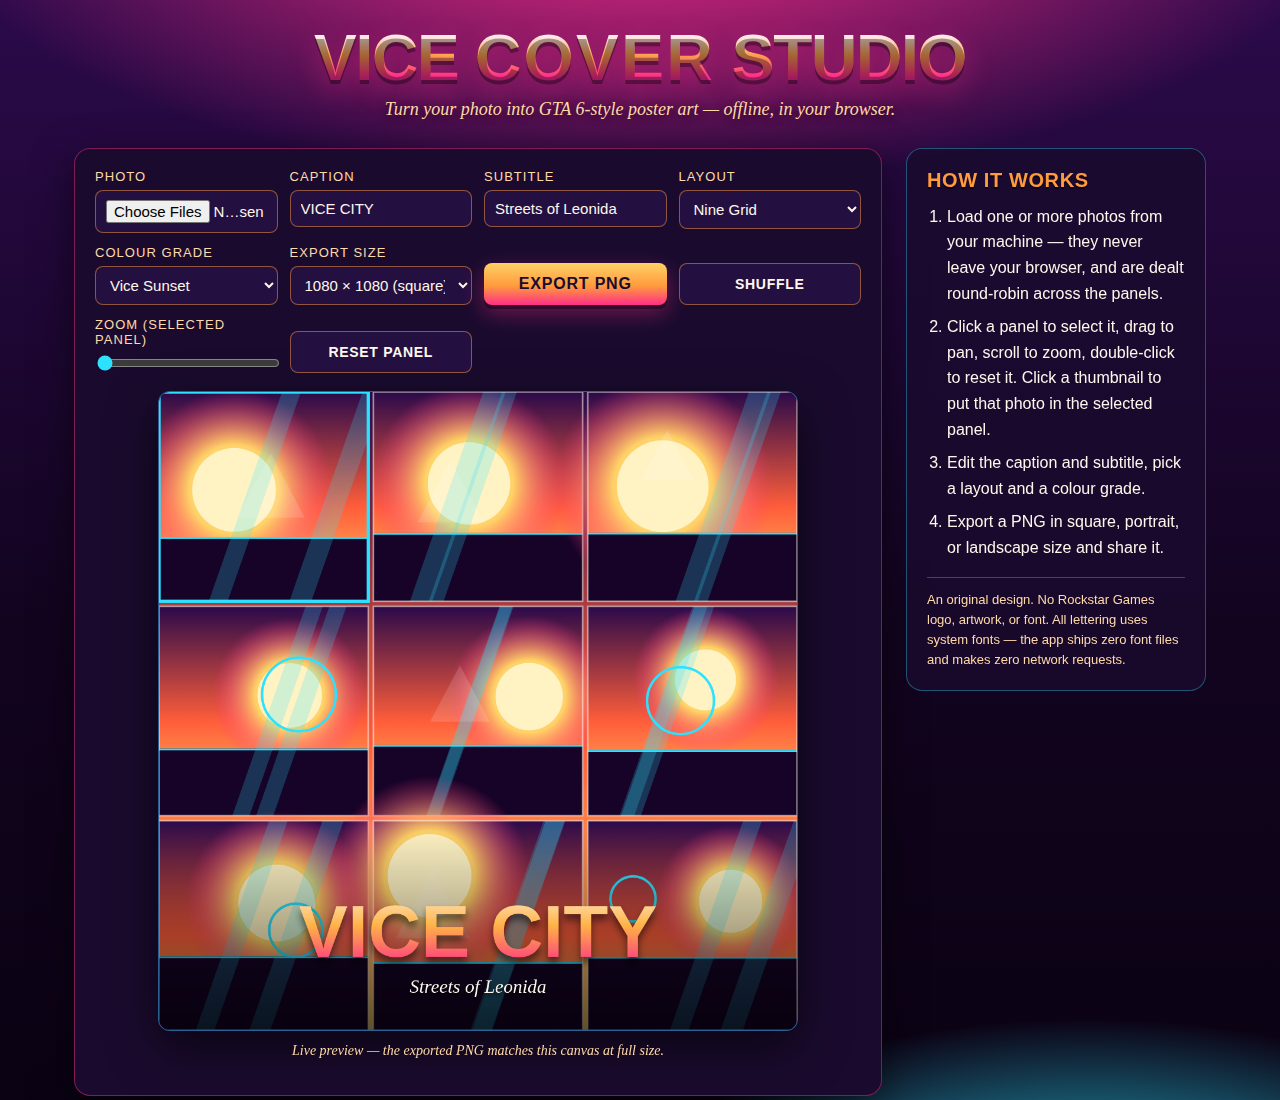 VICE COVER STUDIO
Turn your photo into GTA 6-style poster art — offline, in your browser.
PHOTO
Choose Files N…sen
CAPTION
VICE CITY
SUBTITLE
Streets of Leonida
LAYOUT
Nine Grid
COLOUR GRADE
Vice Sunset
EXPORT SIZE
1080 × 1080 (square)
EXPORT PNG
SHUFFLE
ZOOM (SELECTED
PANEL)
RESET PANEL
VICE CITY
Streets of Leonida
Live preview — the exported PNG matches this canvas at full size.
HOW IT WORKS
1. Load one or more photos from
your machine — they never
leave your browser, and are dealt
round-robin across the panels.
2. Click a panel to select it, drag to
pan, scroll to zoom, double-click
to reset it. Click a thumbnail to
put that photo in the selected
panel.
3. Edit the caption and subtitle, pick
a layout and a colour grade.
4. Export a PNG in square, portrait,
or landscape size and share it.
An original design. No Rockstar Games
logo, artwork, or font. All lettering uses
system fonts — the app ships zero font files
and makes zero network requests.